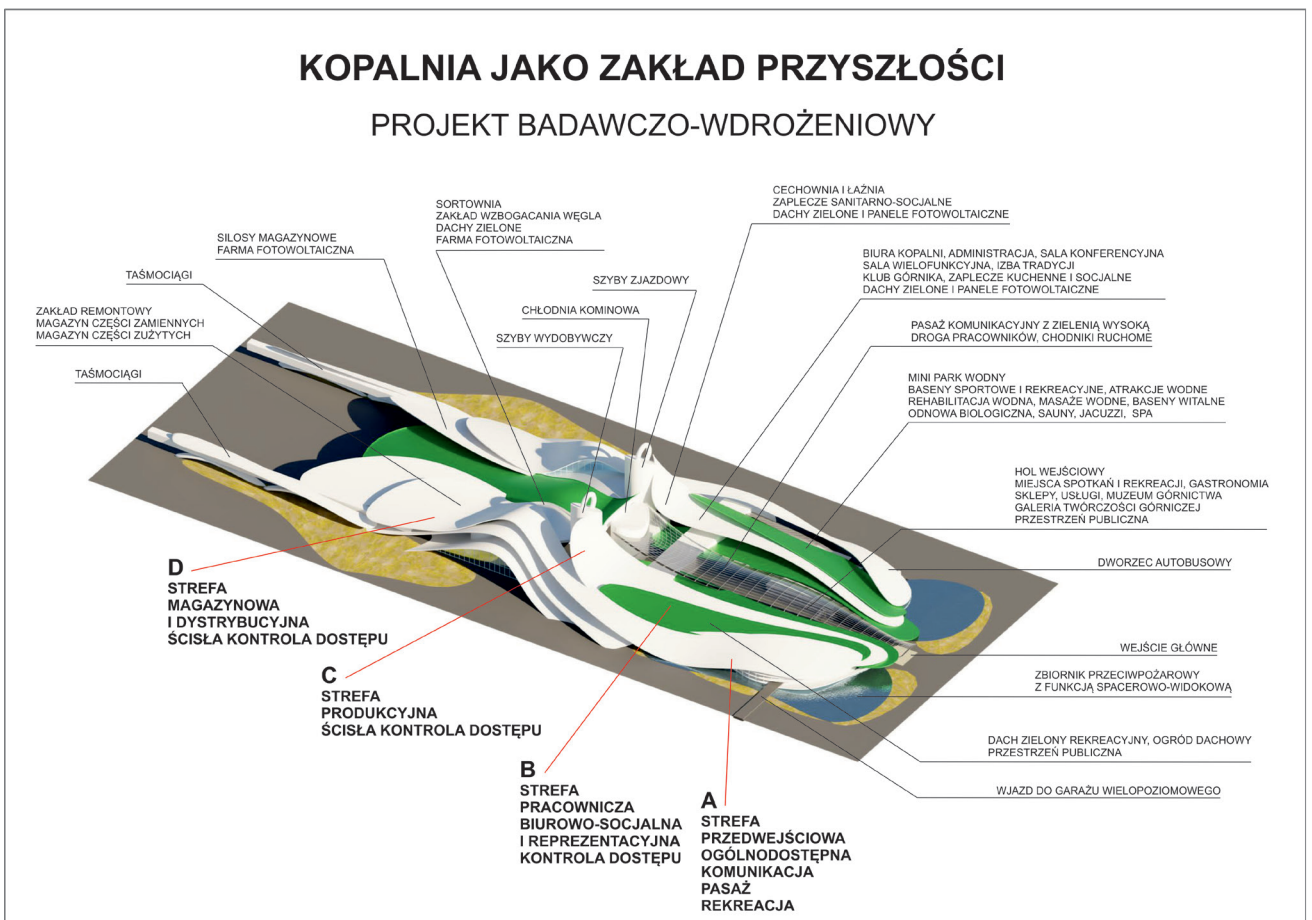 KOPALNIA JAKO ZAKŁAD PRZYSZŁOŚCI
PROJEKT BADAWCZO-WDROŻENIOWY
CECHOWNIA I ŁAŹNIA
ZAPLECZE SANITARNO-SOCJALNE
DACHY ZIELONE I PANELE FOTOWOLTAICZNE
SORTOWNIA
ZAKŁAD WZBOGACANIA WĘGLA
DACHY ZIELONE
FARMA FOTOWOLTAICZNA
SILOSY MAGAZYNOWE
FARMA FOTOWOLTAICZNA
BIURA KOPALNI, ADMINISTRACJA, SALA KONFERENCYJNA
SALA WIELOFUNKCYJNA, IZBA TRADYCJI
KLUB GÓRNIKA, ZAPLECZE KUCHENNE I SOCJALNE
DACHY ZIELONE I PANELE FOTOWOLTAICZNE
TAŚMOCIĄGI
SZYBY ZJAZDOWY
ZAKŁAD REMONTOWY
MAGAZYN CZĘŚCI ZAMIENNYCH
MAGAZYN CZĘŚCI ZUŻYTYCH
CHŁODNIA KOMINOWA
SZYBY WYDOBYWCZY
PASAŻ KOMUNIKACYJNY Z ZIELENIĄ WYSOKĄ
DROGA PRACOWNIKÓW, CHODNIKI RUCHOME
TAŚMOCIĄGI
MINI PARK WODNY
BASENY SPORTOWE I REKREACYJNE, ATRAKCJE WODNE
REHABILITACJA WODNA, MASAŻE WODNE, BASENY WITALNE
ODNOWA BIOLOGICZNA, SAUNY, JACUZZI, SPA
HOL WEJŚCIOWY
MIEJSCA SPOTKAŃ I REKREACJI, GASTRONOMIA
SKLEPY, USŁUGI, MUZEUM GÓRNICTWA
GALERIA TWÓRCZOŚCI GÓRNICZEJ
PRZESTRZEŃ PUBLICZNA
DWORZEC AUTOBUSOWY
D
STREFA
MAGAZYNOWA
I DYSTRYBUCYJNA
ŚCISŁA KONTROLA DOSTĘPU
WEJŚCIE GŁÓWNE
C
STREFA
PRODUKCYJNA
ŚCISŁA KONTROLA DOSTĘPU
ZBIORNIK PRZECIWPOŻAROWY
Z FUNKCJĄ SPACEROWO-WIDOKOWĄ
DACH ZIELONY REKREACYJNY, OGRÓD DACHOWY
PRZESTRZEŃ PUBLICZNA
B
STREFA
PRACOWNICZA
BIUROWO-SOCJALNA
I REPREZENTACYJNA
KONTROLA DOSTĘPU
WJAZD DO GARAŻU WIELOPOZIOMOWEGO
A
STREFA
PRZEDWEJŚCIOWA
OGÓLNODOSTĘPNA
KOMUNIKACJA
PASAŻ
REKREACJA